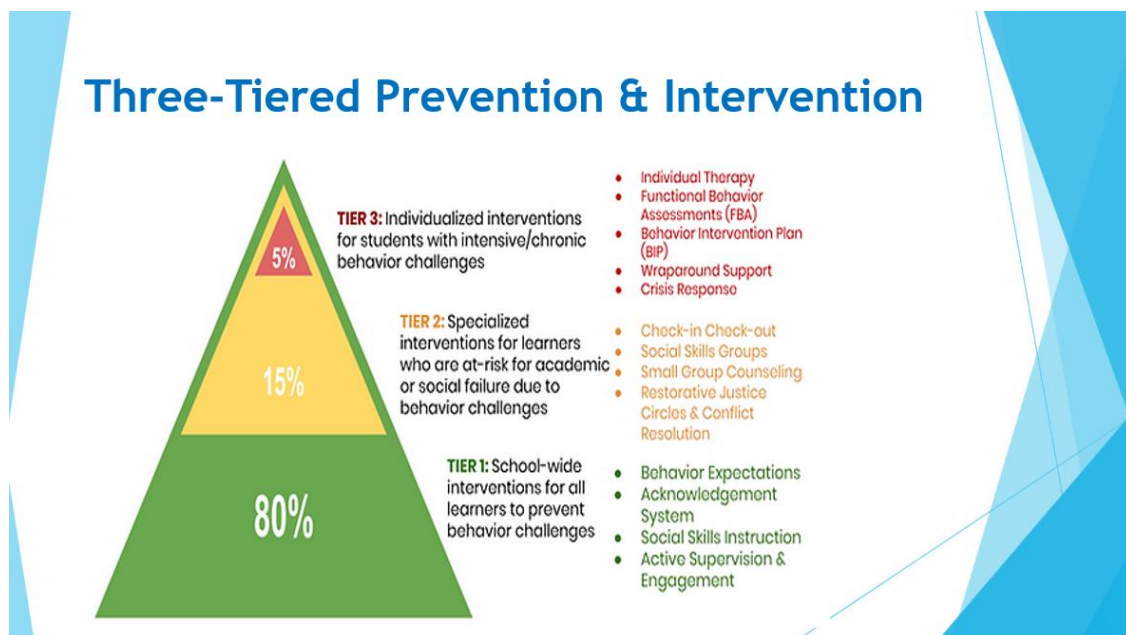 Three-Tiered Prevention & Intervention
5%
TIER 3: Individualized interventions
for students with intensive/chronic
behavior challenges
• Individual Therapy
• Functional Behavior
Assessments (FBA)
• Behavior Intervention Plan
(BIP)
• Wraparound Support
• Crisis Response
15%
TIER 2: Specialized
interventions for learners
who are at-risk for academic
or social failure due to
behavior challenges
• Check-in Check-out
• Social Skills Groups
• Small Group Counseling
• Restorative Justice
Circles & Conflict
Resolution
80%
TIER 1: School-wide
interventions for all
learners to prevent
behavior challenges
• Behavior Expectations
• Acknowledgement
System
• Social Skills Instruction
• Active Supervision &
Engagement